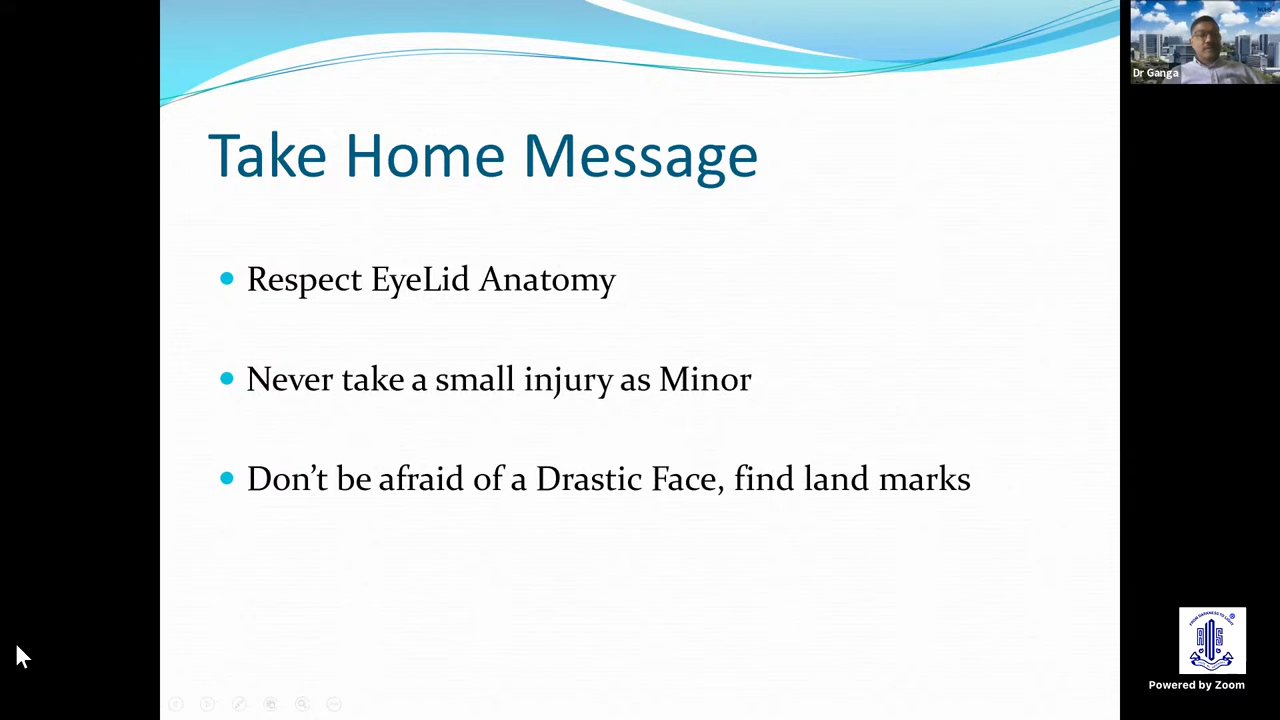 Dr Ganga
Take Home Message
Respect EyeLid Anatomy
Never take a small injury as Minor
Don't be afraid of a Drastic Face, find land marks
Powered by Zoom